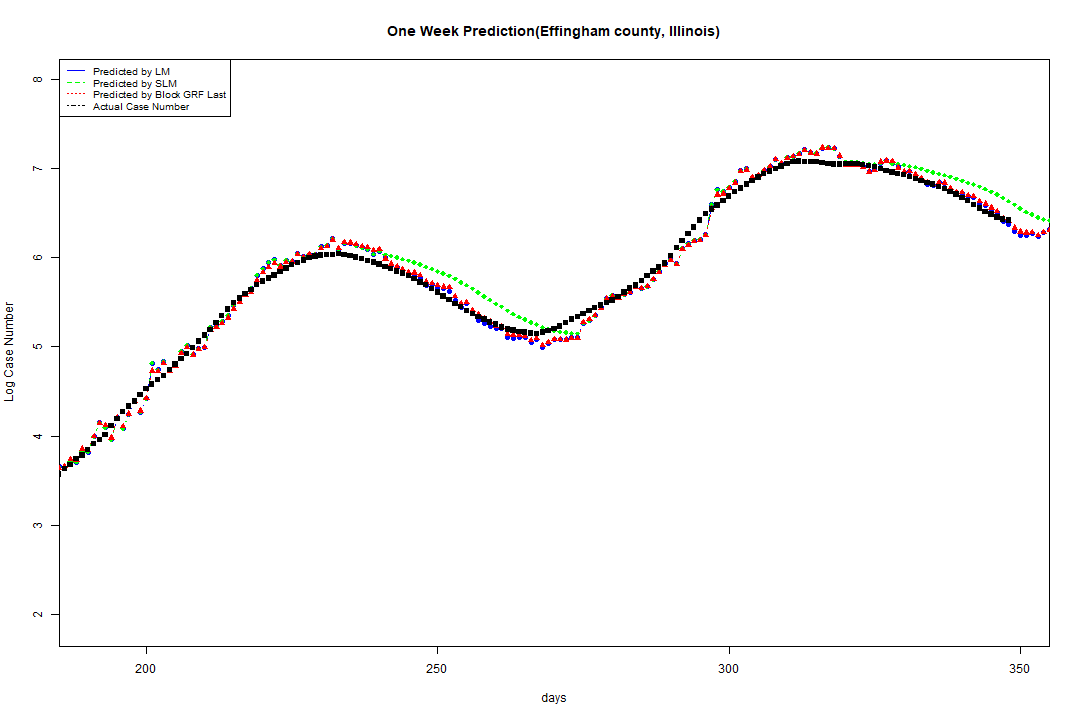 One Week Prediction(Effingham county, Illinois)
Predicted by LM
Predicted by SLM
Predicted by Block GRF Last
Actual Case Number
8
7
6
5
4
3
2
Log Case Number
200 250 300 350
days